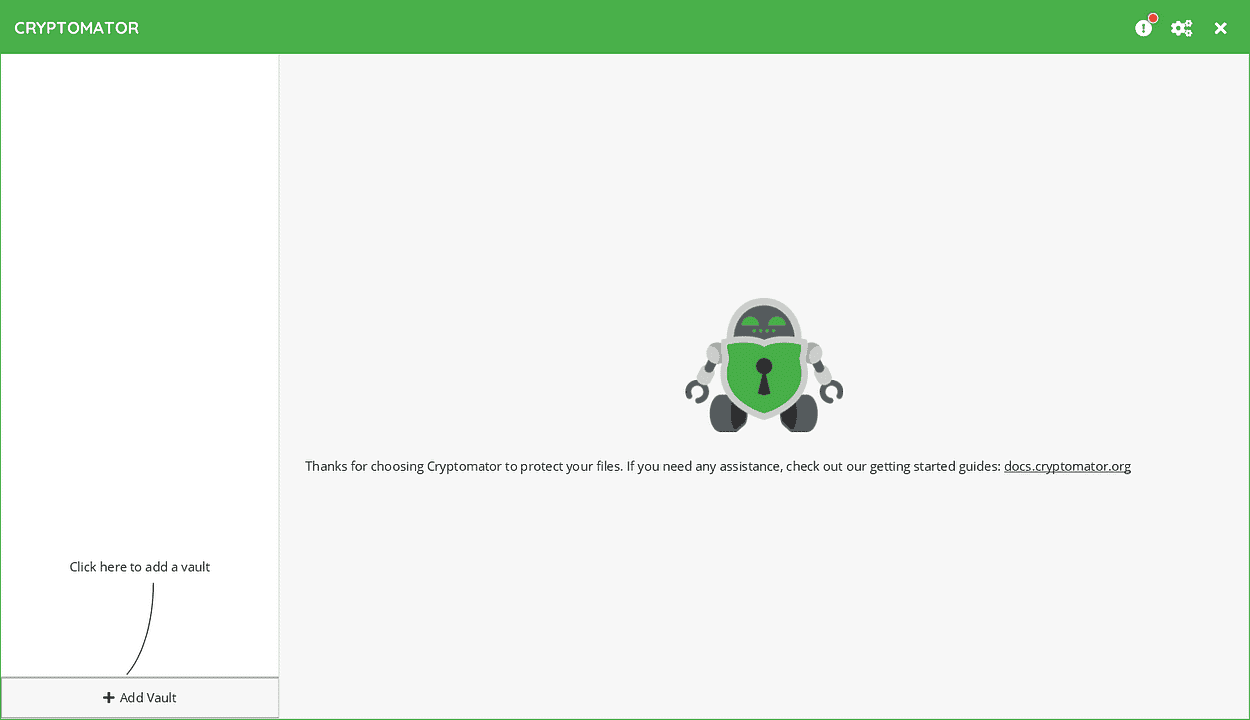 CRYPTOMATOR
Thanks for choosing Cryptomator to protect your files. If you need any assistance, check out our getting started guides: docs.cryptomator.org
Click here to add a vault
Add Vault